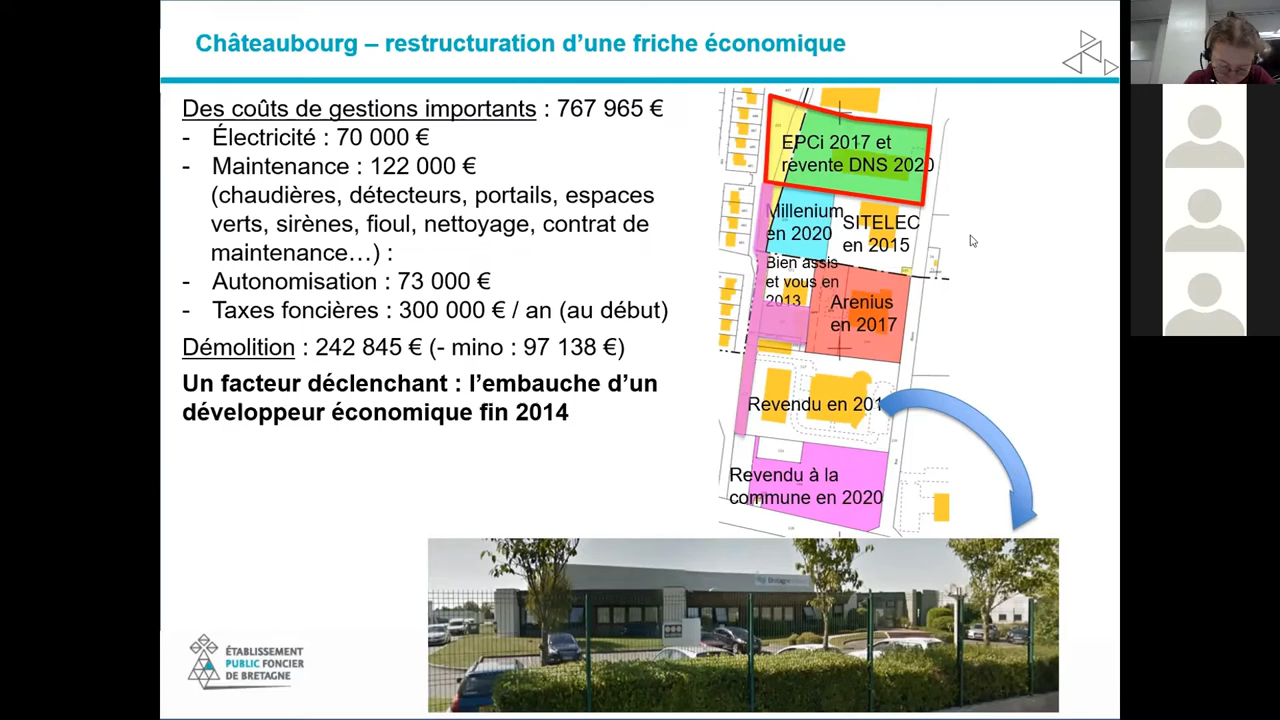 Châteaubourg – restructuration d'une friche économique
Des coûts de gestions importants : 767 965 €
- Électricité : 70 000 €
- Maintenance : 122 000 €
(chaudières, détecteurs, portails, espaces
verts, sirènes, fioul, nettoyage, contrat de
maintenance…) :
- Autonomisation : 73 000 €
- Taxes foncières : 300 000 € / an (au début)
Démolition : 242 845 € (- mino : 97 138 €)
Un facteur déclenchant : l'embauche d'un
développeur économique fin 2014
EPCi 2017 et
revente DNS 2020
Millenium
en 2020
SITELEC
en 2015
Bien assis
et vous en
2013
Arenius
en 2017
Revendu en 201
Revendu à la
commune en 2020
Bretagne
ÉTABLISSEMENT
PUBLIC FONCIER
DE BRETAGNE